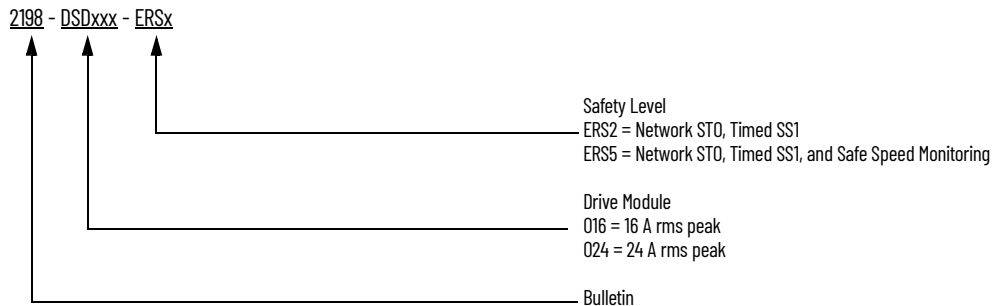 2198 - DSDxxx - ERSx
Safety Level
ERS2 = Network STO, Timed SS1
ERS5 = Network STO, Timed SS1, and Safe Speed Monitoring
Drive Module
016 = 16 A rms peak
024 = 24 A rms peak
Bulletin